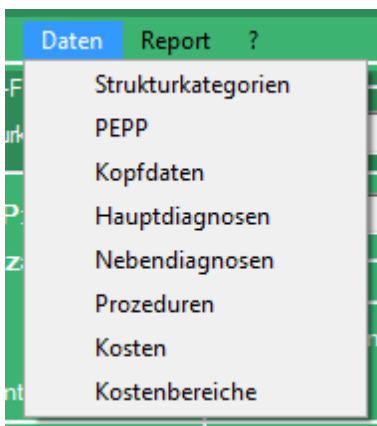 Daten Report ?
Strukturkategorien
PEPP
Kopfdaten
Hauptdiagnosen
Nebendiagnosen
Prozeduren
Kosten
Kostenbereiche